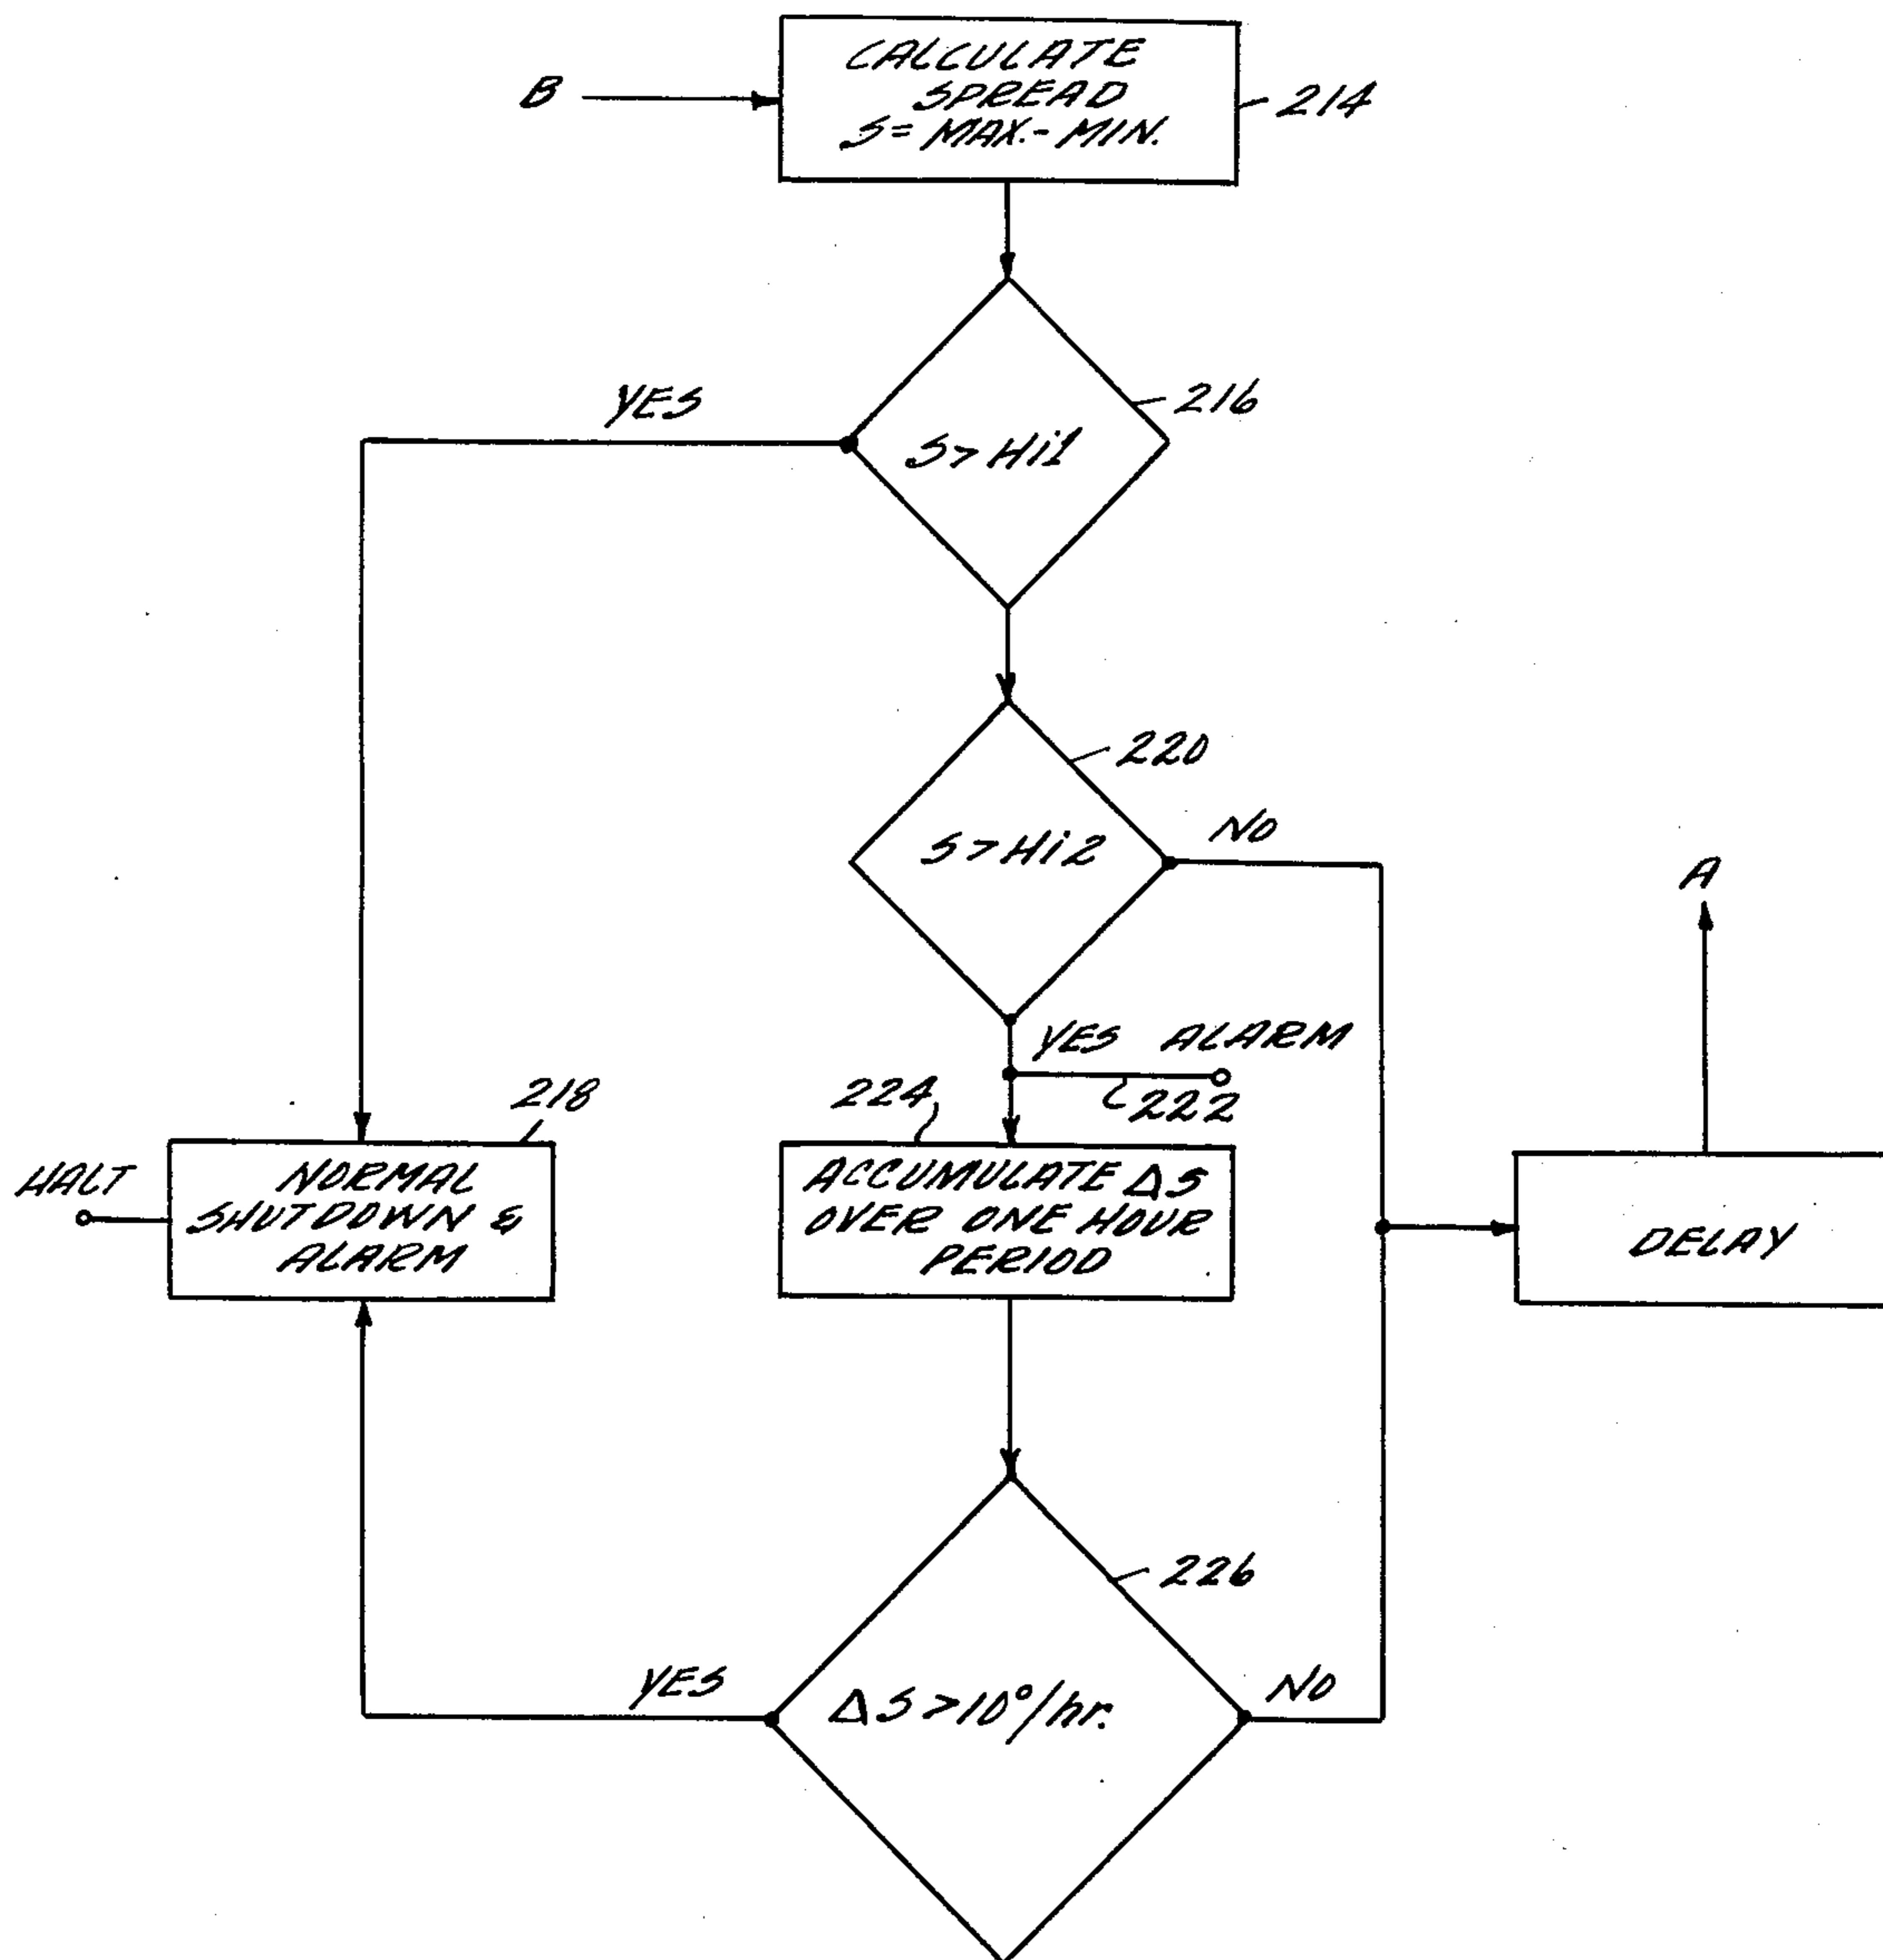 CALCULATE
SPREAD
S= MAX.- MIN.
B
214
YES
216
S>Hi1
220
S>Hi2
NO
A
YES ALARM
222
224
218
HALT
NORMAL
SHUTDOWN &
ALARM
ACCUMULATE ΔS
OVER ONE HOUR
PERIOD
DELAY
226
YES
ΔS>10°/hr.
NO